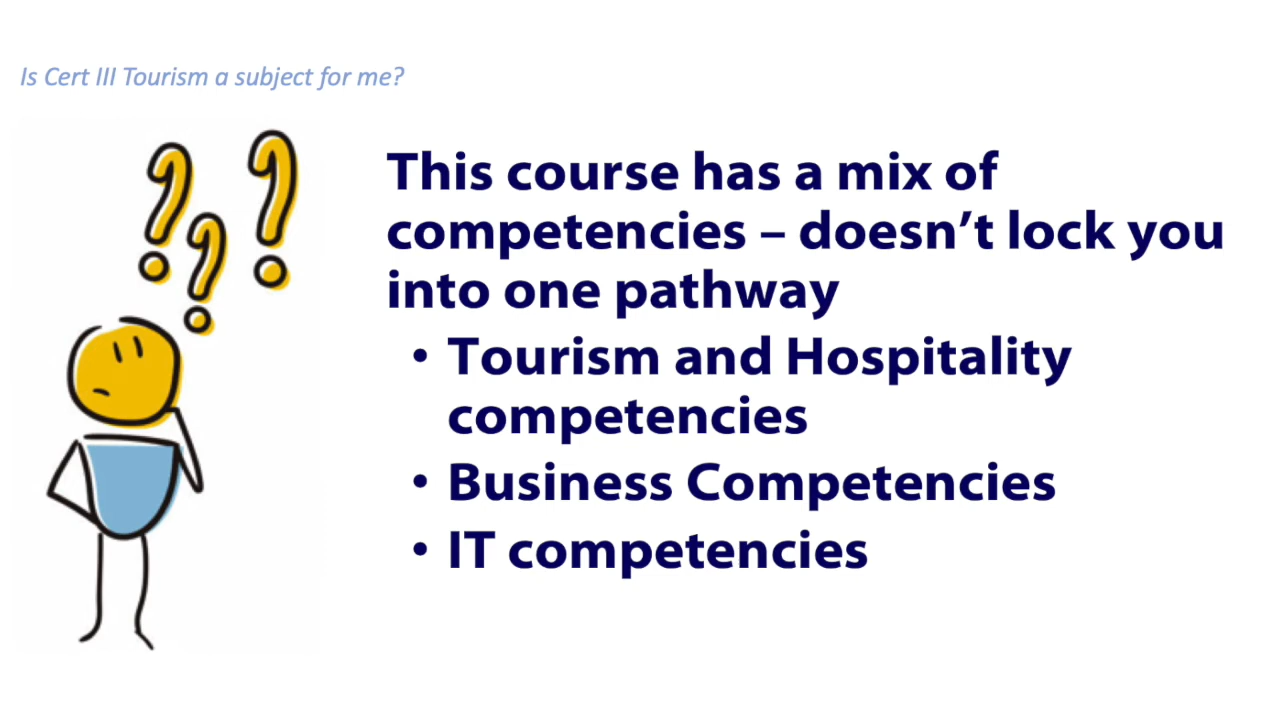 Is Cert III Tourism a subject for me?
This course has a mix of
competencies – doesn’t lock you
into one pathway
• Tourism and Hospitality
competencies
• Business Competencies
• IT competencies